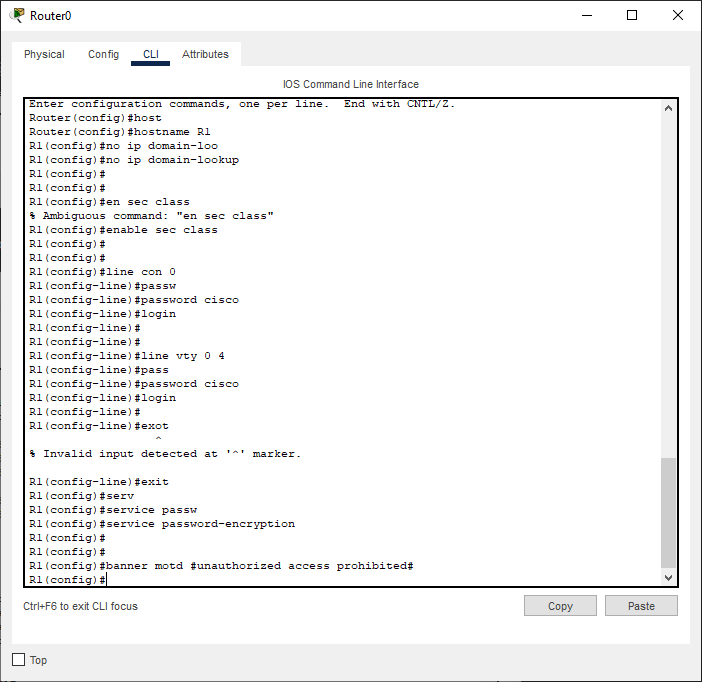 Router0
Physical Config CLI Attributes
IOS Command Line Interface
Enter configuration commands, one per line.  End with CNTL/Z.
Router(config)#host
Router(config)#hostname R1
R1(config)#no ip domain-loo
R1(config)#no ip domain-lookup
R1(config)#
R1(config)#
R1(config)#en sec class
% Ambiguous command: "en sec class"
R1(config)#enable sec class
R1(config)#
R1(config)#
R1(config)#line con 0
R1(config-line)#passw
R1(config-line)#password cisco
R1(config-line)#login
R1(config-line)#
R1(config-line)#
R1(config-line)#line vty 0 4
R1(config-line)#pass
R1(config-line)#password cisco
R1(config-line)#login
R1(config-line)#
R1(config-line)#exot
^
% Invalid input detected at '^' marker.
R1(config-line)#exit
R1(config)#serv
R1(config)#service passw
R1(config)#service password-encryption
R1(config)#
R1(config)#
R1(config)#banner motd #unauthorized access prohibited#
R1(config)#
Ctrl+F6 to exit CLI focus
Copy Paste
Top